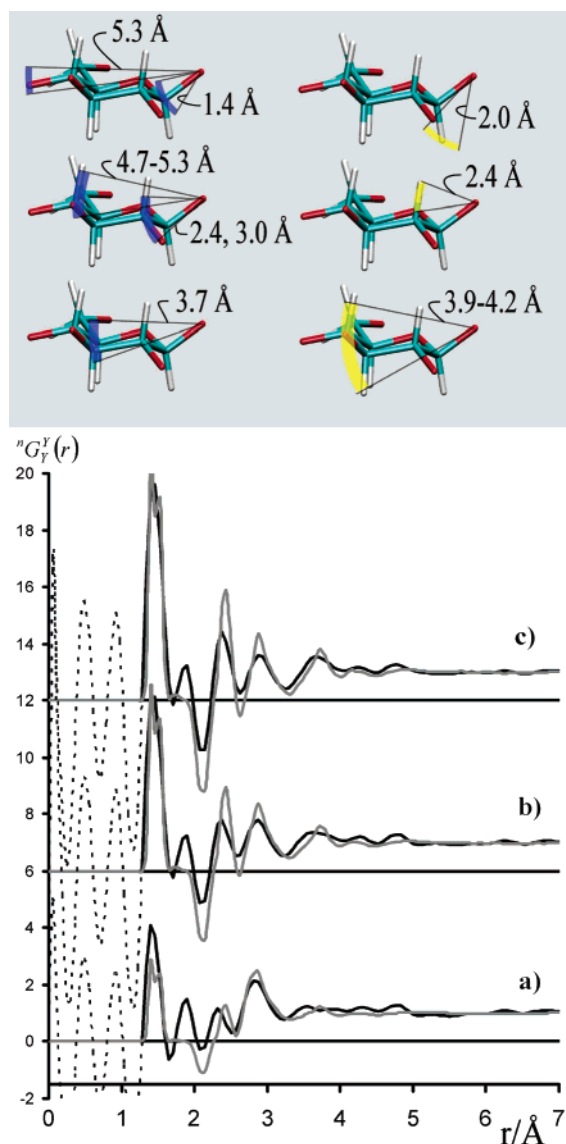 5.3 Å
1.4 Å
2.0 Å
4.7-5.3 Å
2.4 Å
2.4, 3.0 Å
3.7 Å
3.9-4.2 Å
ⁿG_Y^Y(r)
20
18
16
14
12
10
8
6
4
2
0
-2
c)
b)
a)
0 1 2 3 4 5 6 7
r/Å